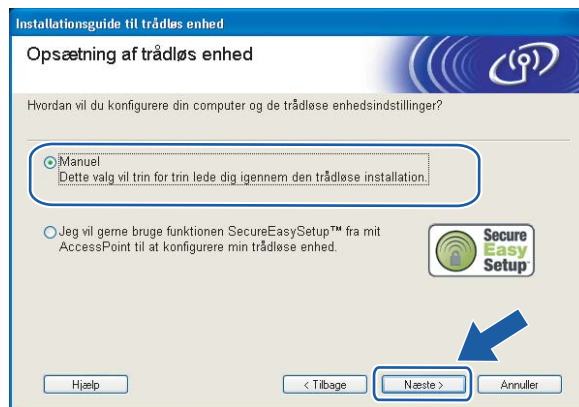 Installationsguide til trådløs enhed
Opsætning af trådløs enhed
Hvordan vil du konfigurere din computer og de trådløse enhedsindstillinger?
Manuel
Dette valg vil trin for trin lede dig igennem den trådløse installation.
Jeg vil gerne bruge funktionen SecureEasySetup™ fra mit
AccessPoint til at konfigurere min trådløse enhed.
Secure
Easy
Setup
Hjælp
< Tilbage
Næste >
Annuller